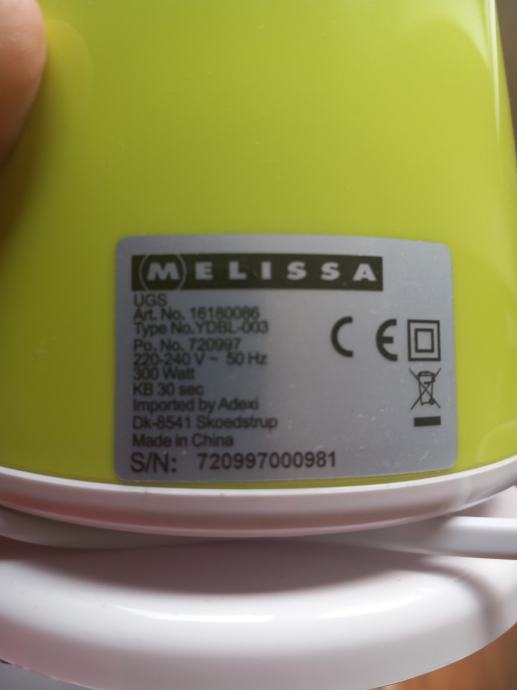 MELISSA
UGS
Art. No. 16180086
Type No.YDBL-003
Po. No. 720997
220-240 V ~ 50 Hz
300 Watt
KB 30 sec
Imported by Adexi
Dk-8541 Skoedstrup
Made in China
S/N: 720997000981
CE